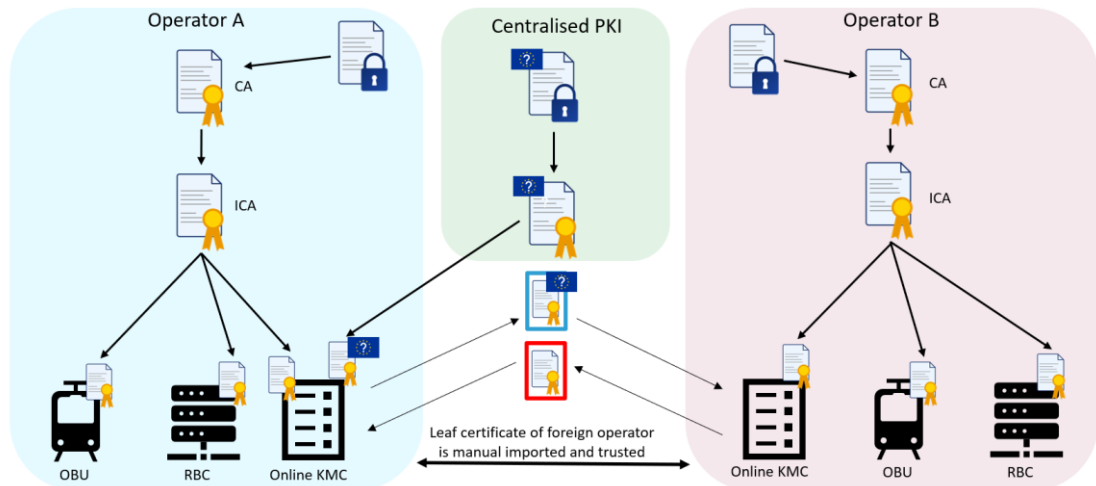 Operator A
Centralised PKI
Operator B
?
CA
CA
?
ICA
ICA
?
?
Leaf certificate of foreign operator
is manual imported and trusted
OBU
RBC
Online KMC
Online KMC
OBU
RBC